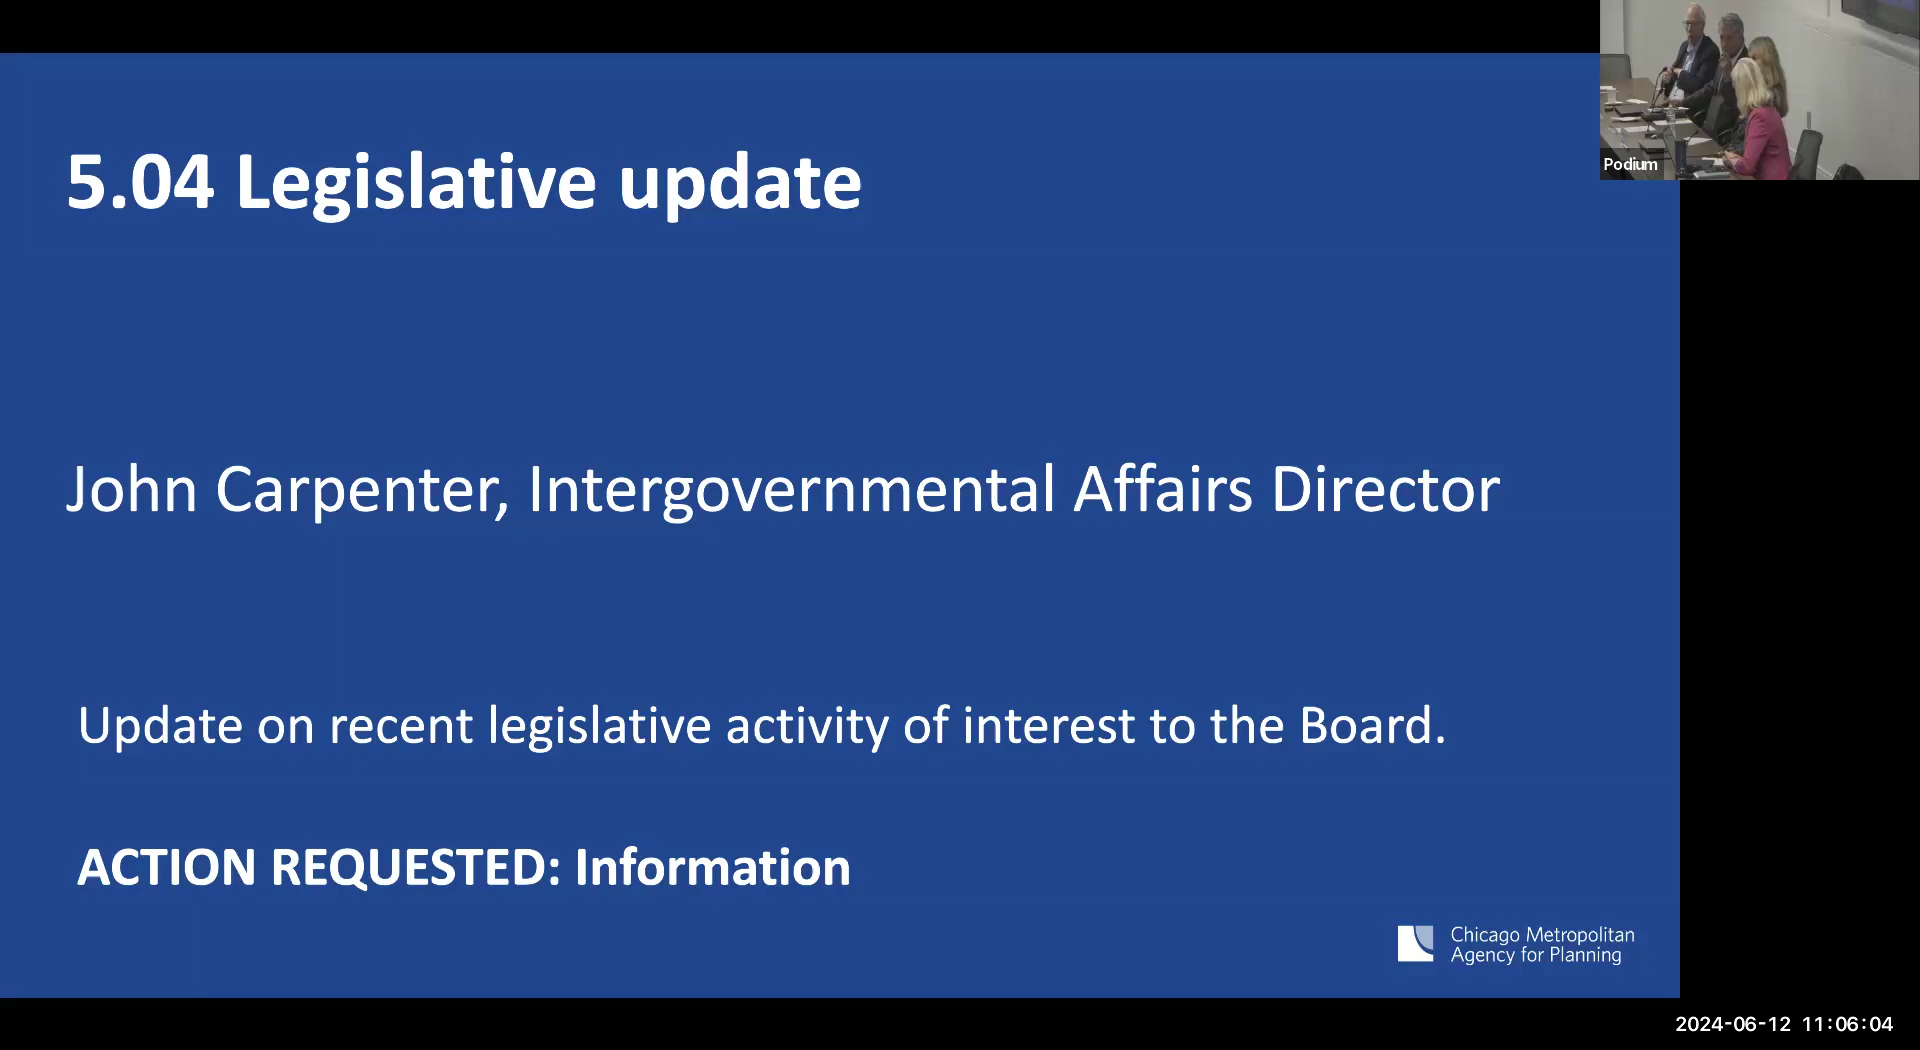 Podium
5.04 Legislative update
John Carpenter, Intergovernmental Affairs Director
Update on recent legislative activity of interest to the Board.
ACTION REQUESTED: Information
Chicago Metropolitan
Agency for Planning
2024-06-12 11:06:04